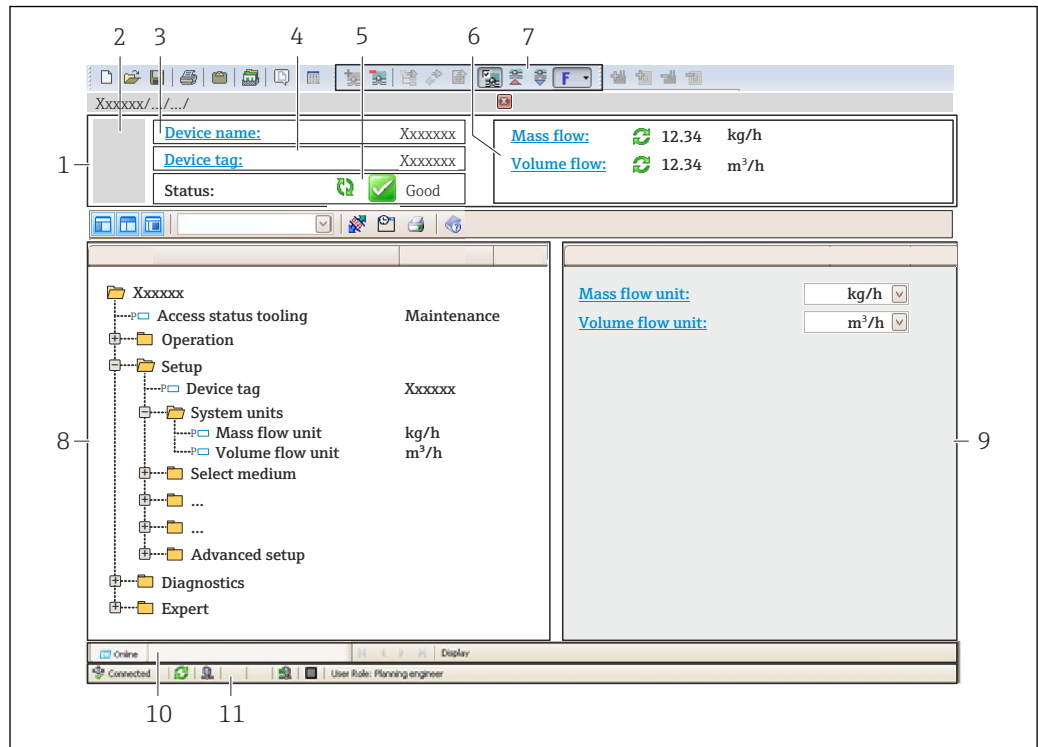 2 3 4 5 6 7
F
Xxxxxx/.../.../
1
Device name: Xxxxxxx
Device tag: Xxxxxxx
Status: Good
Mass flow: 12.34 kg/h
Volume flow: 12.34 m³/h
Xxxxxx
P Access status tooling Maintenance
Operation
Setup
P Device tag Xxxxxx
System units
P Mass flow unit kg/h
P Volume flow unit m³/h
Select medium
...
...
Advanced setup
Diagnostics
Expert
8
Mass flow unit: kg/h
Volume flow unit: m³/h
9
Online Display
Connected User Role: Planning engineer
10 11